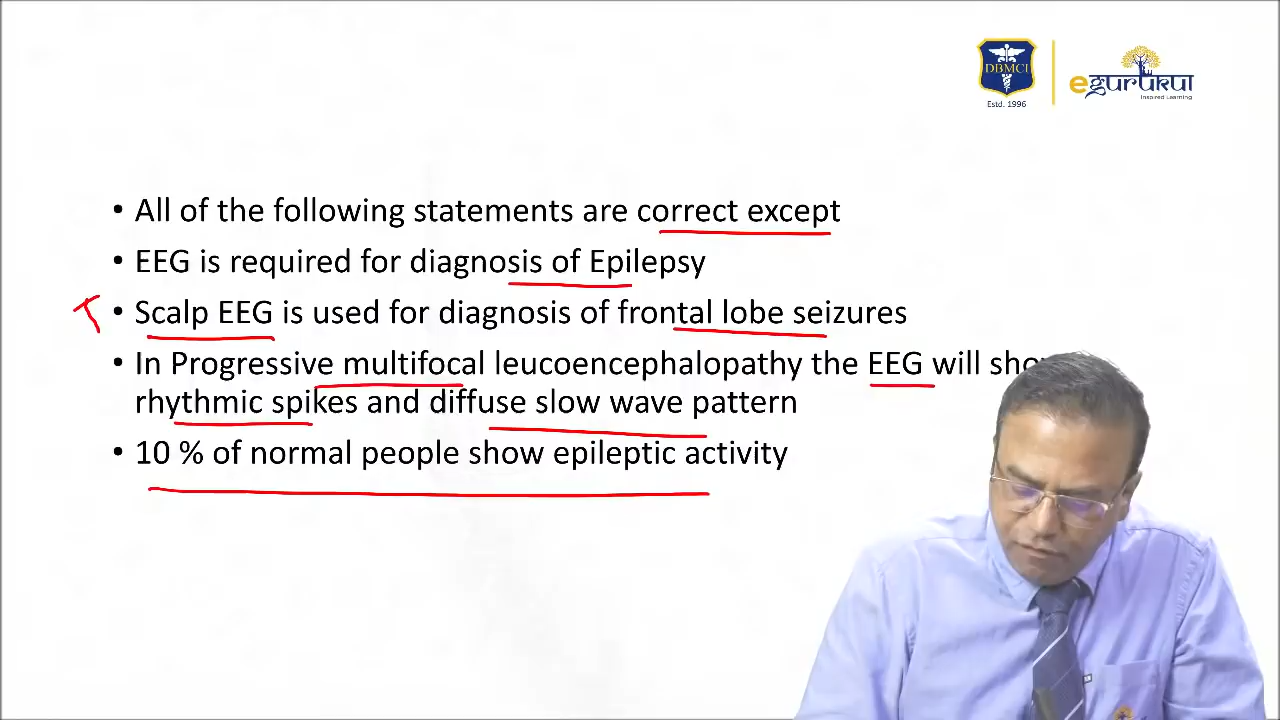 DBMCI
Estd. 1996
eGurukul
Inspired Learning
• All of the following statements are correct except
• EEG is required for diagnosis of Epilepsy
T • Scalp EEG is used for diagnosis of frontal lobe seizures
• In Progressive multifocal leucoencephalopathy the EEG will
rhythmic spikes and diffuse slow wave pattern
• 10 % of normal people show epileptic activity